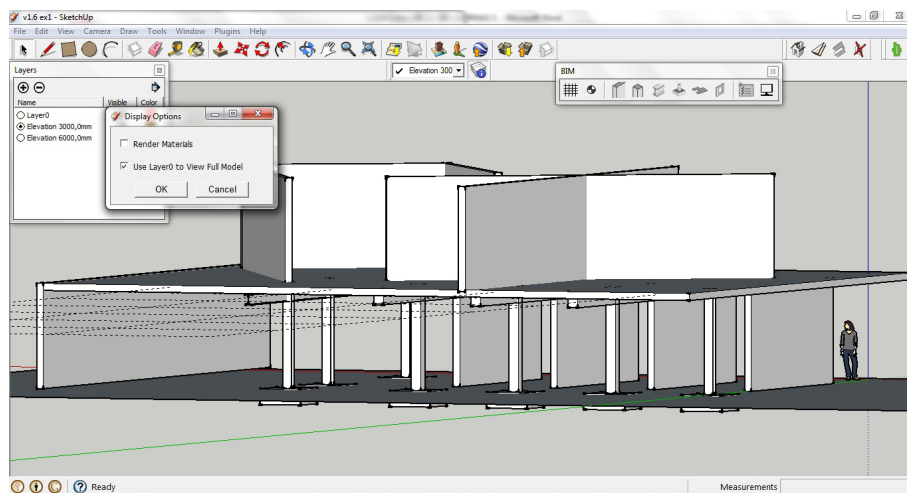 v1.6 ex1 - SketchUp
File Edit View Camera Draw Tools Window Plugins Help
Layers
Elevation 300
BIM
Name Visible Color
Layer0
Elevation 3000,0mm
Elevation 6000,0mm
Display Options
Render Materials
Use Layer0 to View Full Model
OK Cancel
Ready
Measurements